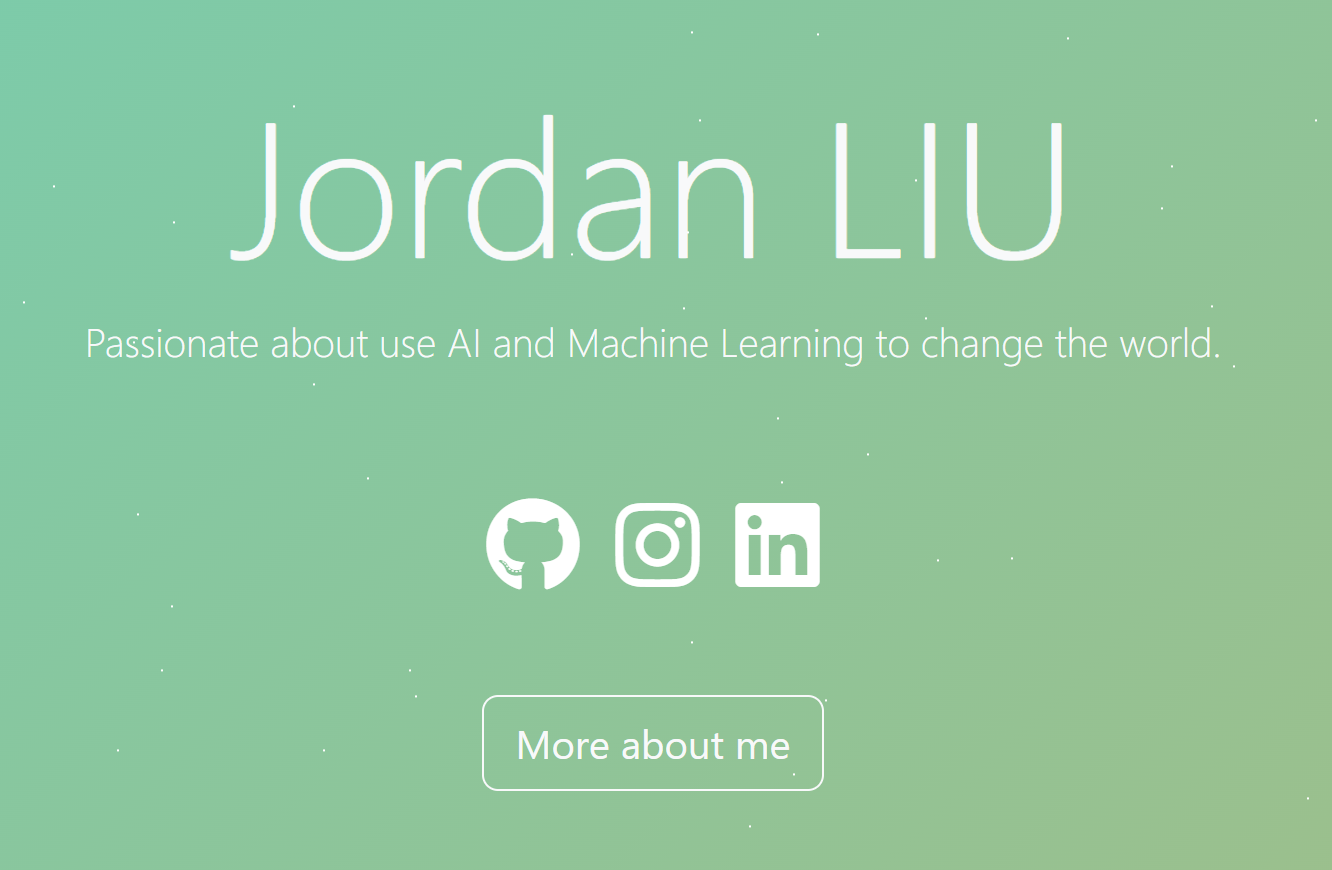 Jordan LIU
Passionate about use AI and Machine Learning to change the world.
in
More about me